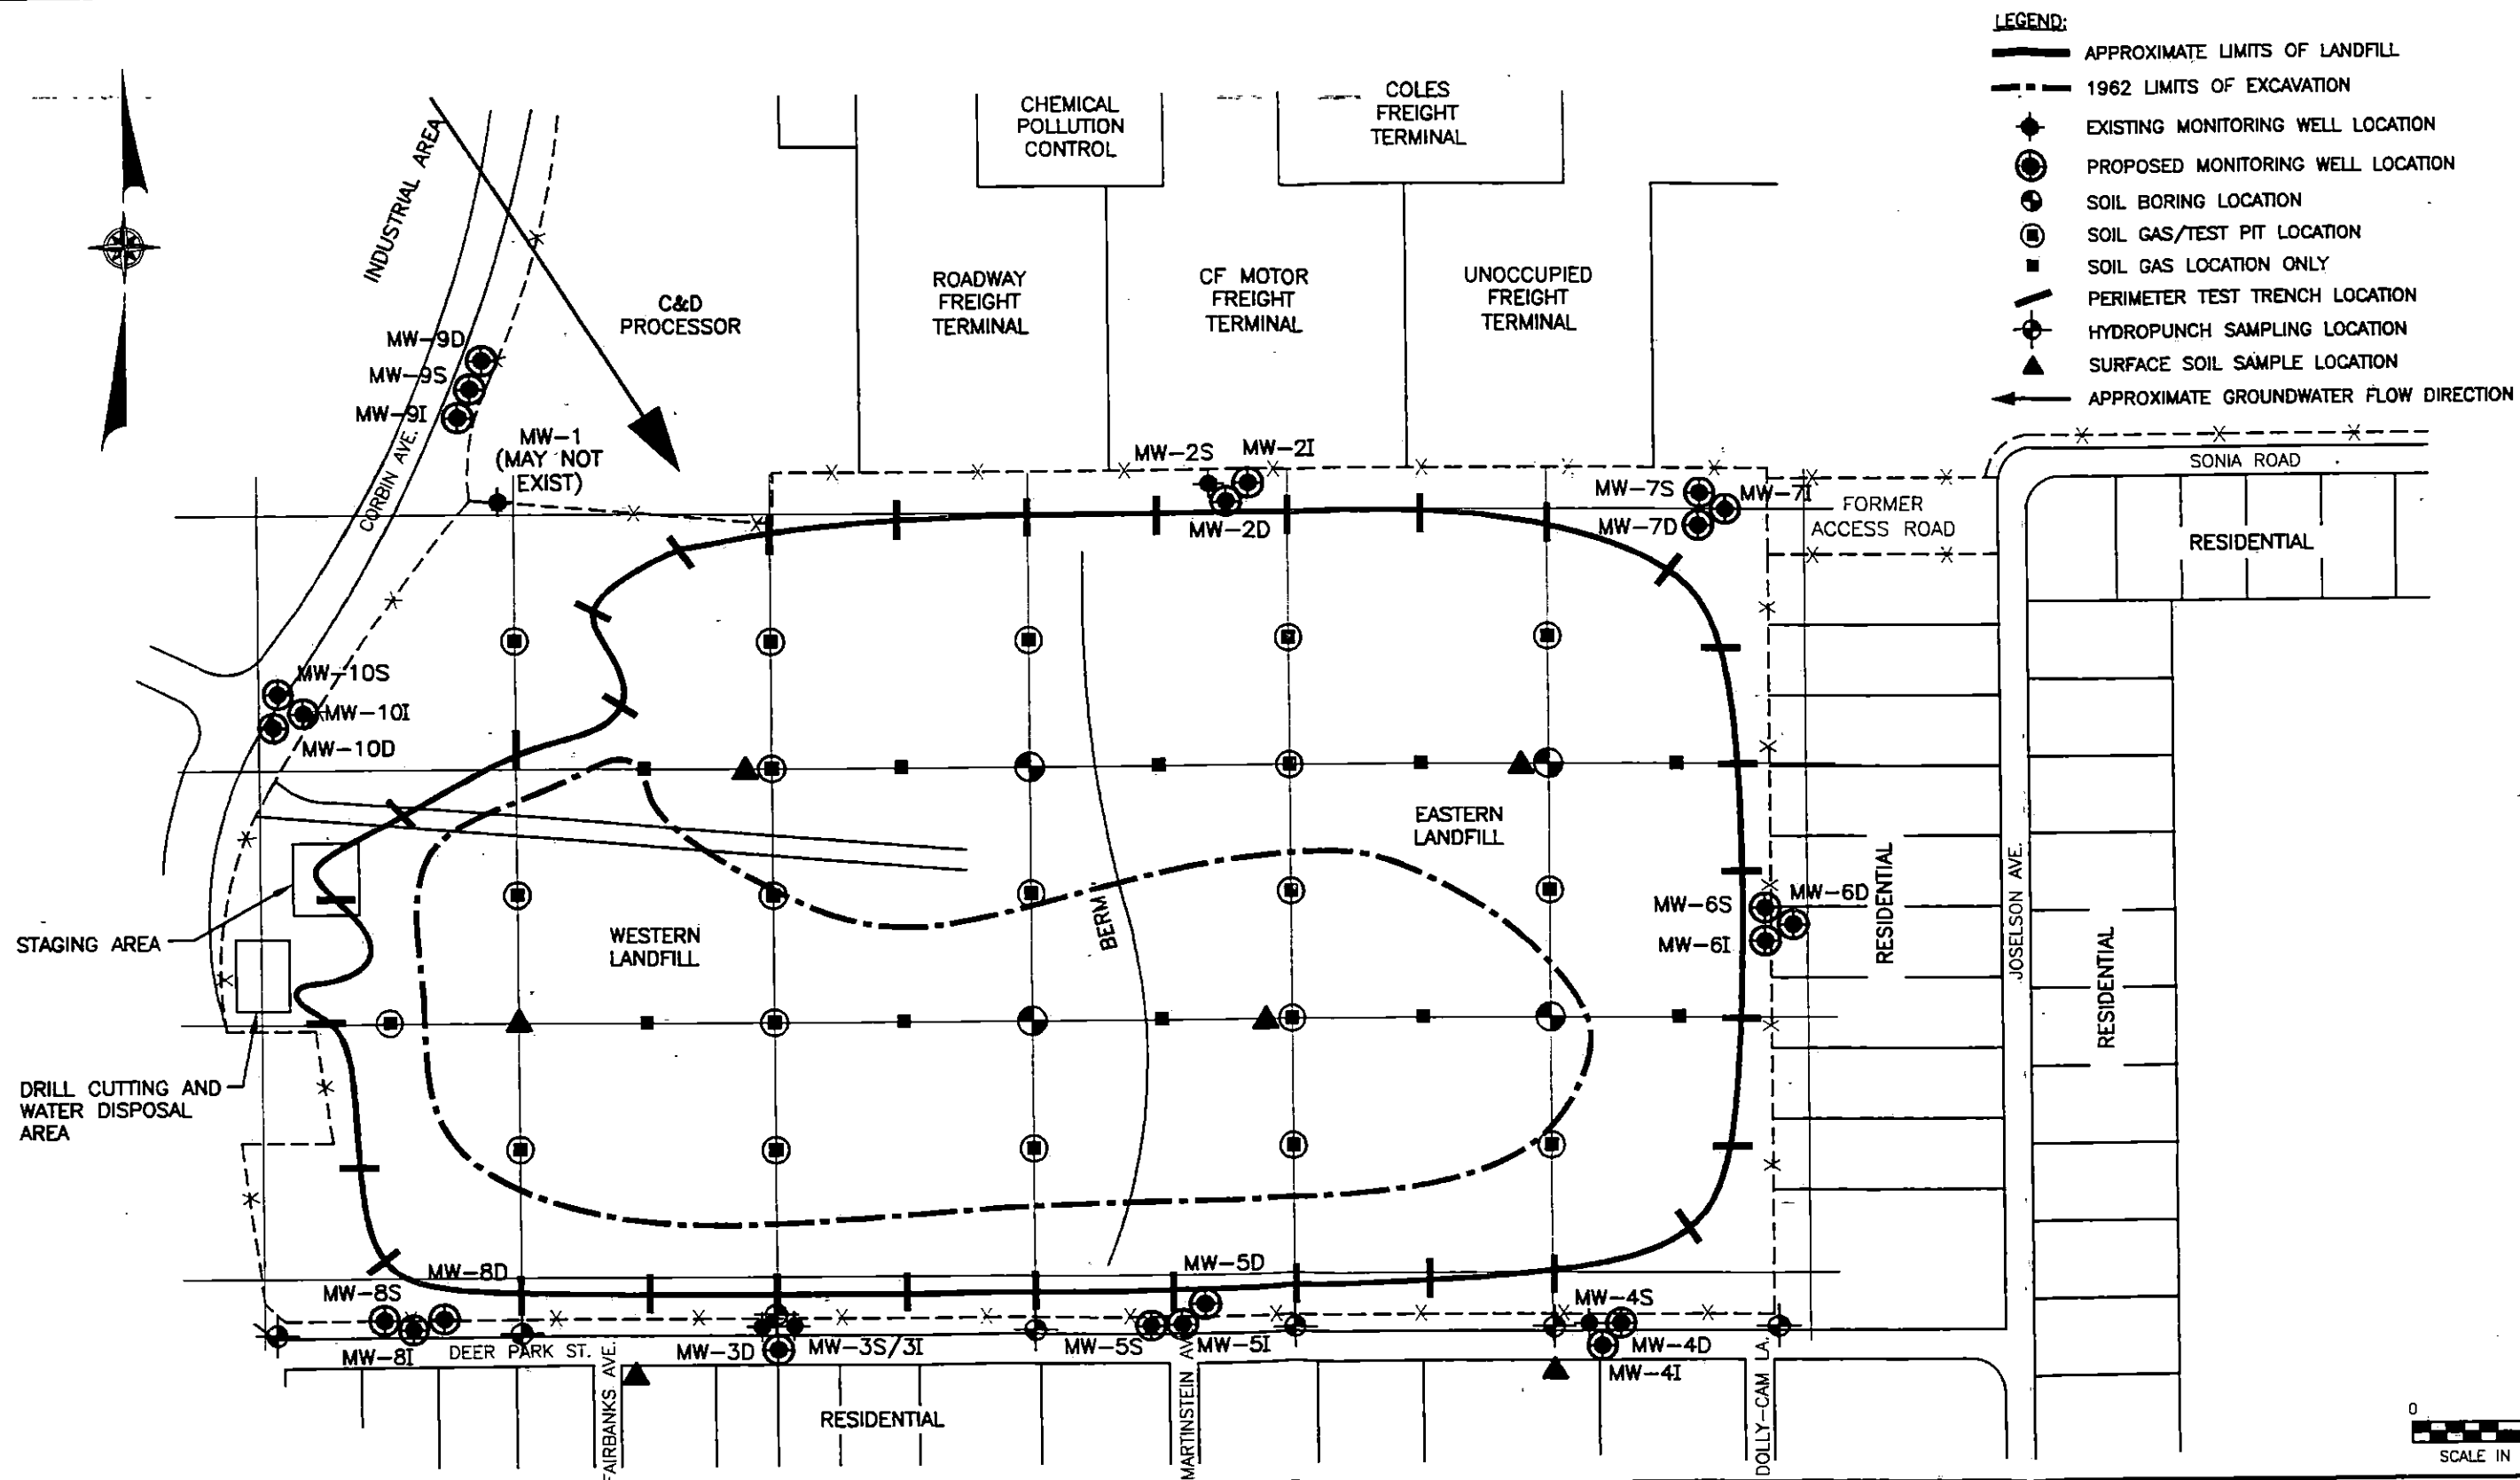 LEGEND:
APPROXIMATE LIMITS OF LANDFILL
1962 LIMITS OF EXCAVATION
EXISTING MONITORING WELL LOCATION
PROPOSED MONITORING WELL LOCATION
SOIL BORING LOCATION
SOIL GAS/TEST PIT LOCATION
SOIL GAS LOCATION ONLY
PERIMETER TEST TRENCH LOCATION
HYDROPUNCH SAMPLING LOCATION
SURFACE SOIL SAMPLE LOCATION
APPROXIMATE GROUNDWATER FLOW DIRECTION
INDUSTRIAL AREA
CHEMICAL
POLLUTION
CONTROL
COLES
FREIGHT
TERMINAL
C&D
PROCESSOR
ROADWAY
FREIGHT
TERMINAL
CF MOTOR
FREIGHT
TERMINAL
UNOCCUPIED
FREIGHT
TERMINAL
MW-9D
MW-9S
MW-9I
CORBIN AVE.
MW-1
(MAY NOT
EXIST)
MW-2S
MW-2I
MW-2D
MW-7S
MW-7I
MW-7D
FORMER
ACCESS ROAD
SONIA ROAD
RESIDENTIAL
MW-10S
MW-10I
MW-10D
EASTERN
LANDFILL
WESTERN
LANDFILL
BERM
STAGING AREA
DRILL CUTTING AND
WATER DISPOSAL
AREA
MW-6S
MW-6D
MW-6I
RESIDENTIAL
JOSELSON AVE.
RESIDENTIAL
MW-8D
MW-8S
MW-8I
DEER PARK ST.
FAIRBANKS AVE.
MW-3D
MW-3S/3I
MW-5D
MW-5S
MW-5I
MARTINSTEIN AV
MW-4S
MW-4D
MW-4I
DOLLY-CAM LA.
RESIDENTIAL
0
SCALE IN